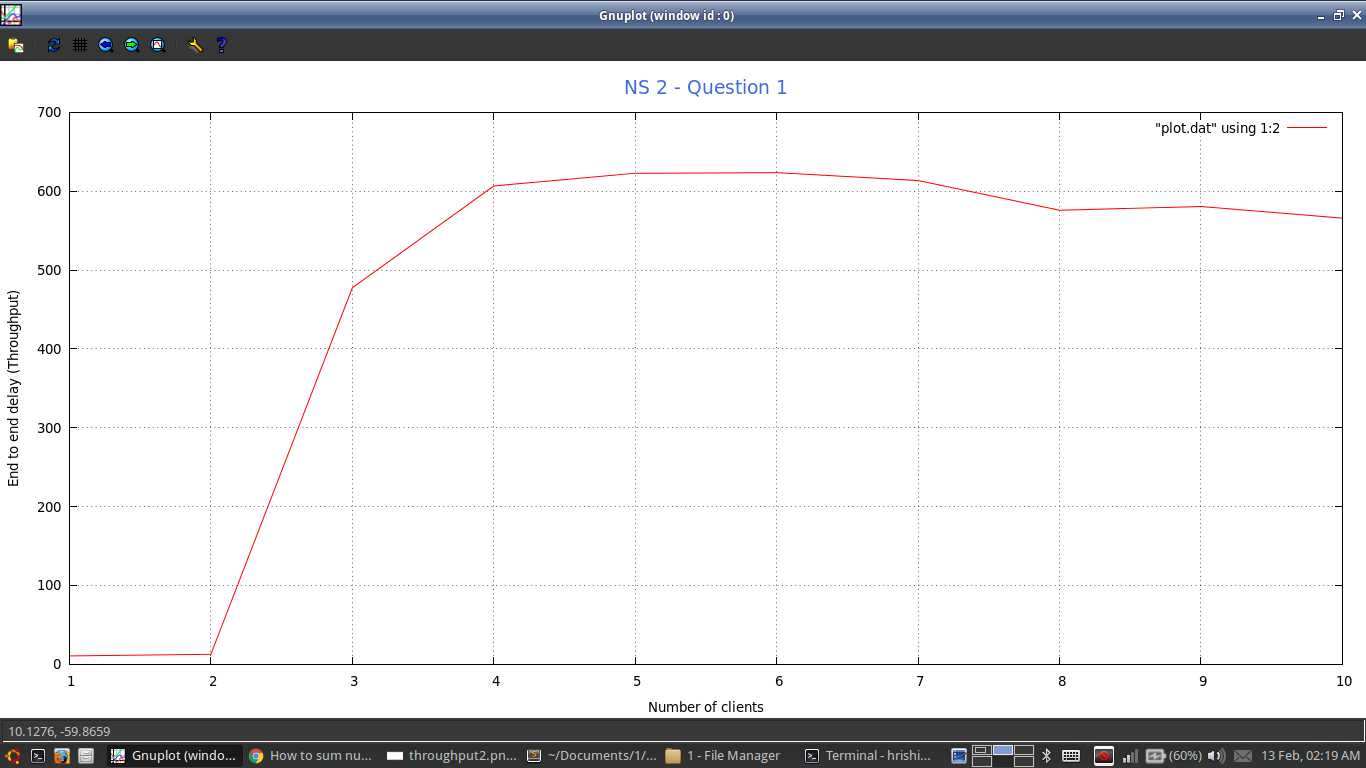 Gnuplot (window id : 0)
NS 2 - Question 1
"plot.dat" using 1:2
700
600
500
400
300
200
100
0
End to end delay (Throughput)
1 2 3 4 5 6 7 8 9 10
Number of clients
10.1276, -59.8659
Gnuplot (windo... How to sum nu... throughput2.pn... ~/Documents/1/... 1 - File Manager Terminal - hrishi... (60%) 13 Feb, 02:19 AM